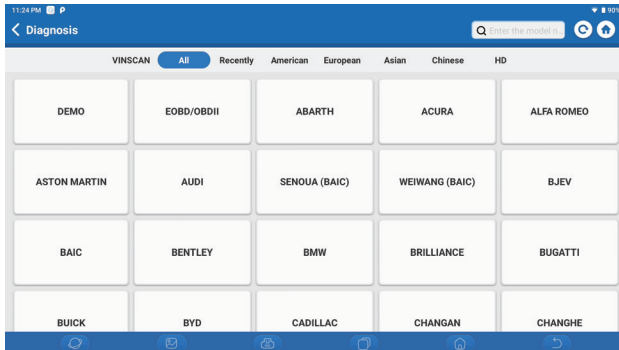 11:24 PM P 90%
Diagnosis Enter the model n...
VINSCAN All Recently American European Asian Chinese HD
DEMO EOBD/OBDII ABARTH ACURA ALFA ROMEO
ASTON MARTIN AUDI SENOUA (BAIC) WEIWANG (BAIC) BJEV
BAIC BENTLEY BMW BRILLIANCE BUGATTI
BUICK BYD CADILLAC CHANGAN CHANGHE